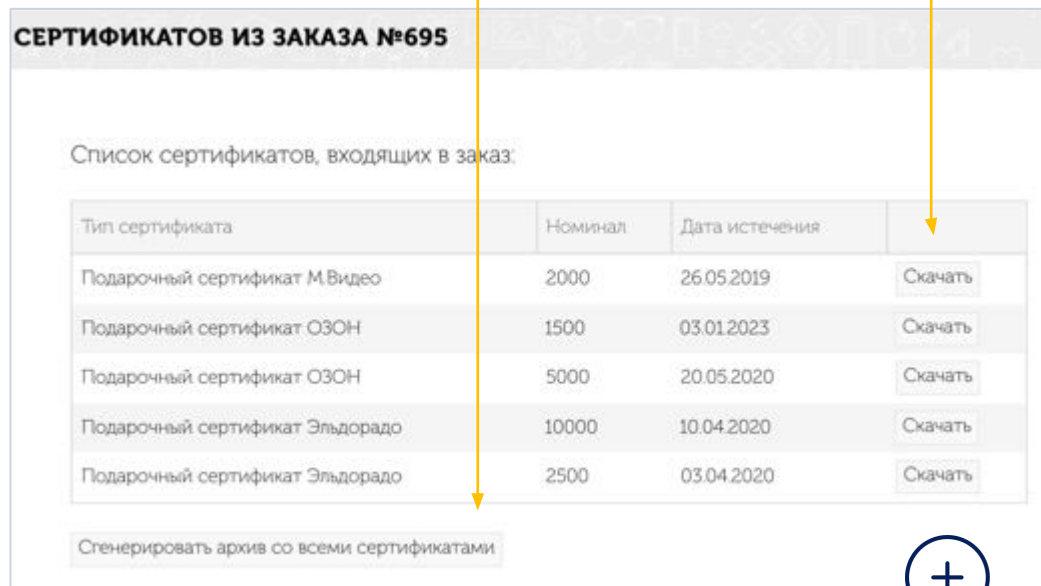 СЕРТИФИКАТОВ ИЗ ЗАКАЗА №695
Список сертификатов, входящих в заказ:
Тип сертификата Номинал Дата истечения
Подарочный сертификат М.Видео 2000 26.05.2019 Скачать
Подарочный сертификат ОЗОН 1500 03.01.2023 Скачать
Подарочный сертификат ОЗОН 5000 20.05.2020 Скачать
Подарочный сертификат Эльдорадо 10000 10.04.2020 Скачать
Подарочный сертификат Эльдорадо 2500 03.04.2020 Скачать
Сгенерировать архив со всеми сертификатами